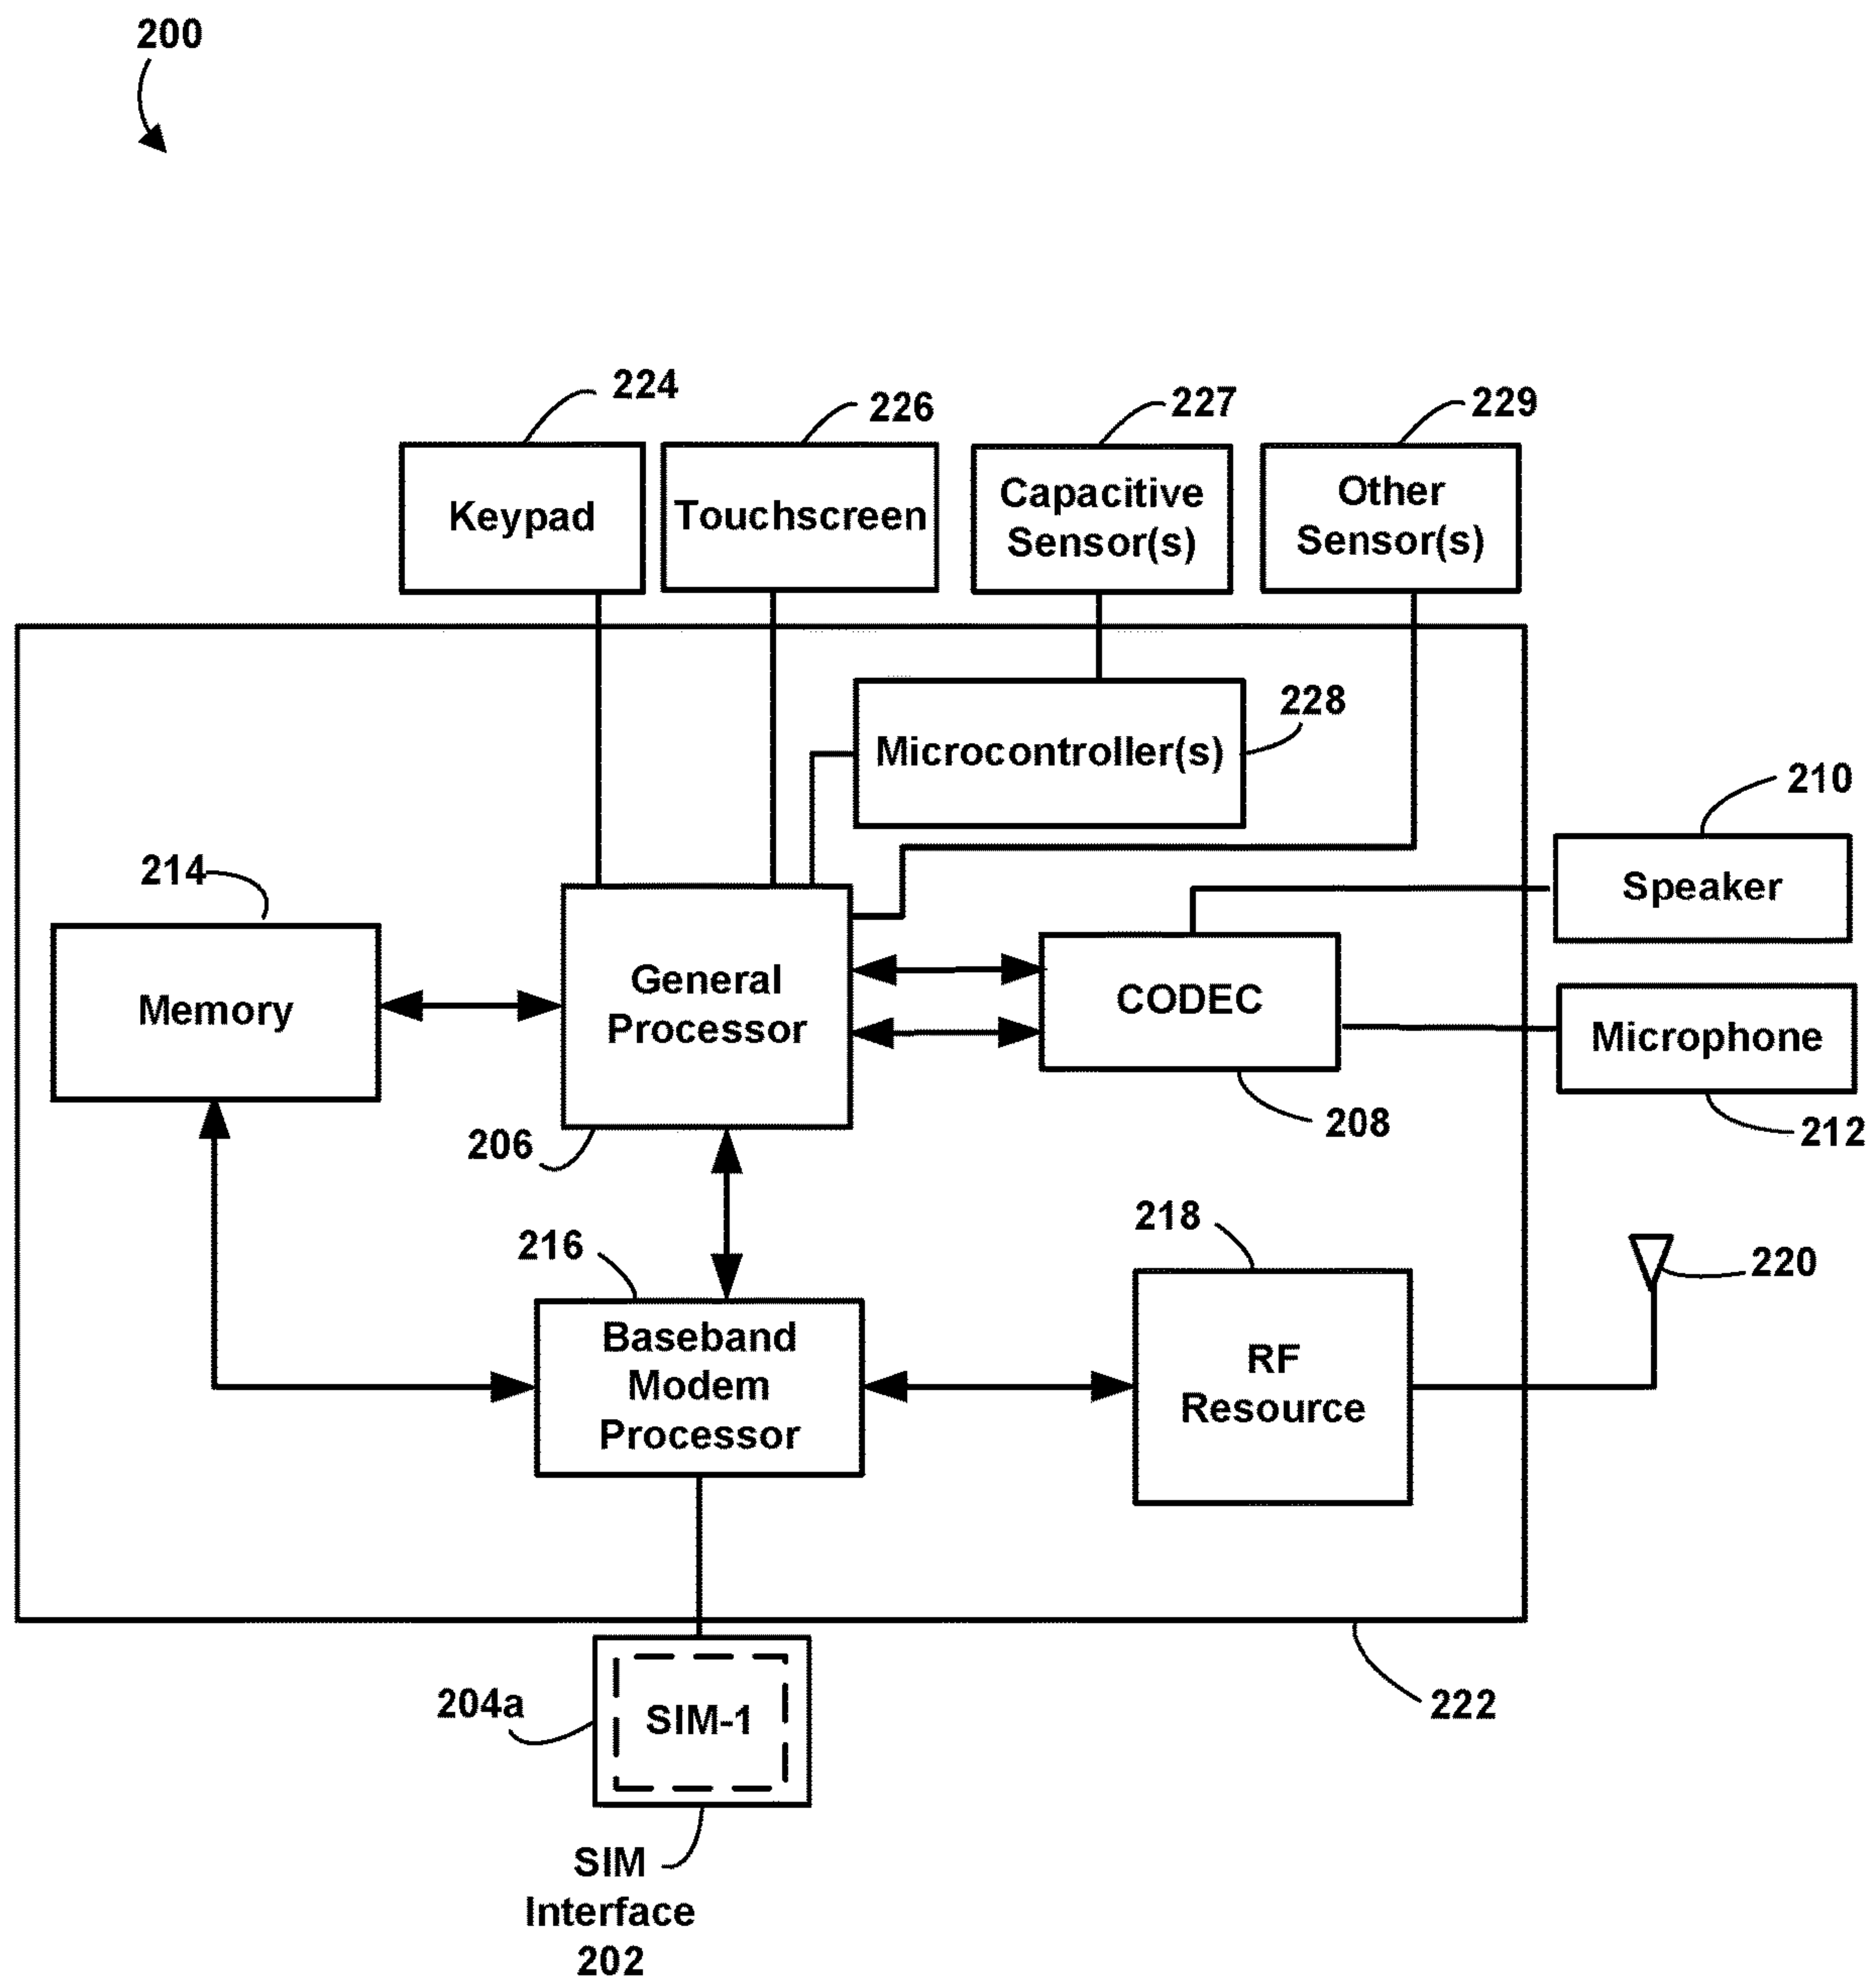 200
224
226
227
229
Keypad
Touchscreen
Capacitive
Sensor(s)
Other
Sensor(s)
228
Microcontroller(s)
210
Speaker
214
Memory
General
Processor
CODEC
Microphone
206
208
212
216
218
220
Baseband
Modem
Processor
RF
Resource
204a
SIM-1
222
SIM
Interface
202